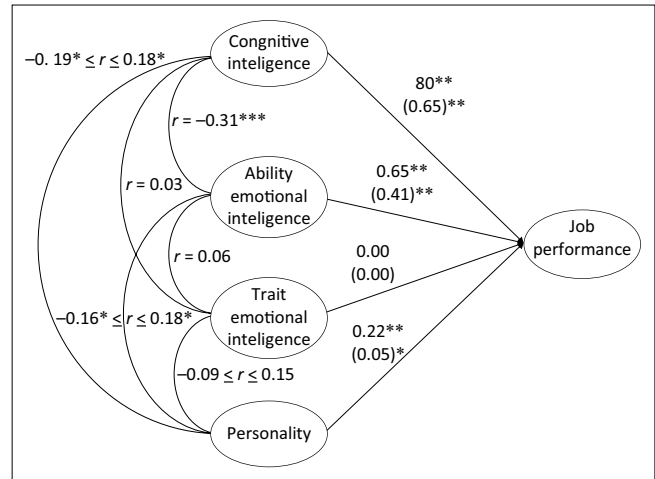 −0. 19* ≤ r ≤ 0.18*
Congnitive
inteligence
80**
(0.65)**
r = −0.31***
Ability
emotional
inteligence
0.65**
(0.41)**
r = 0.03
Job
performance
r = 0.06
0.00
(0.00)
Trait
emotional
inteligence
−0.16* ≤ r ≤ 0.18*
0.22**
(0.05)*
−0.09 ≤ r ≤ 0.15
Personality